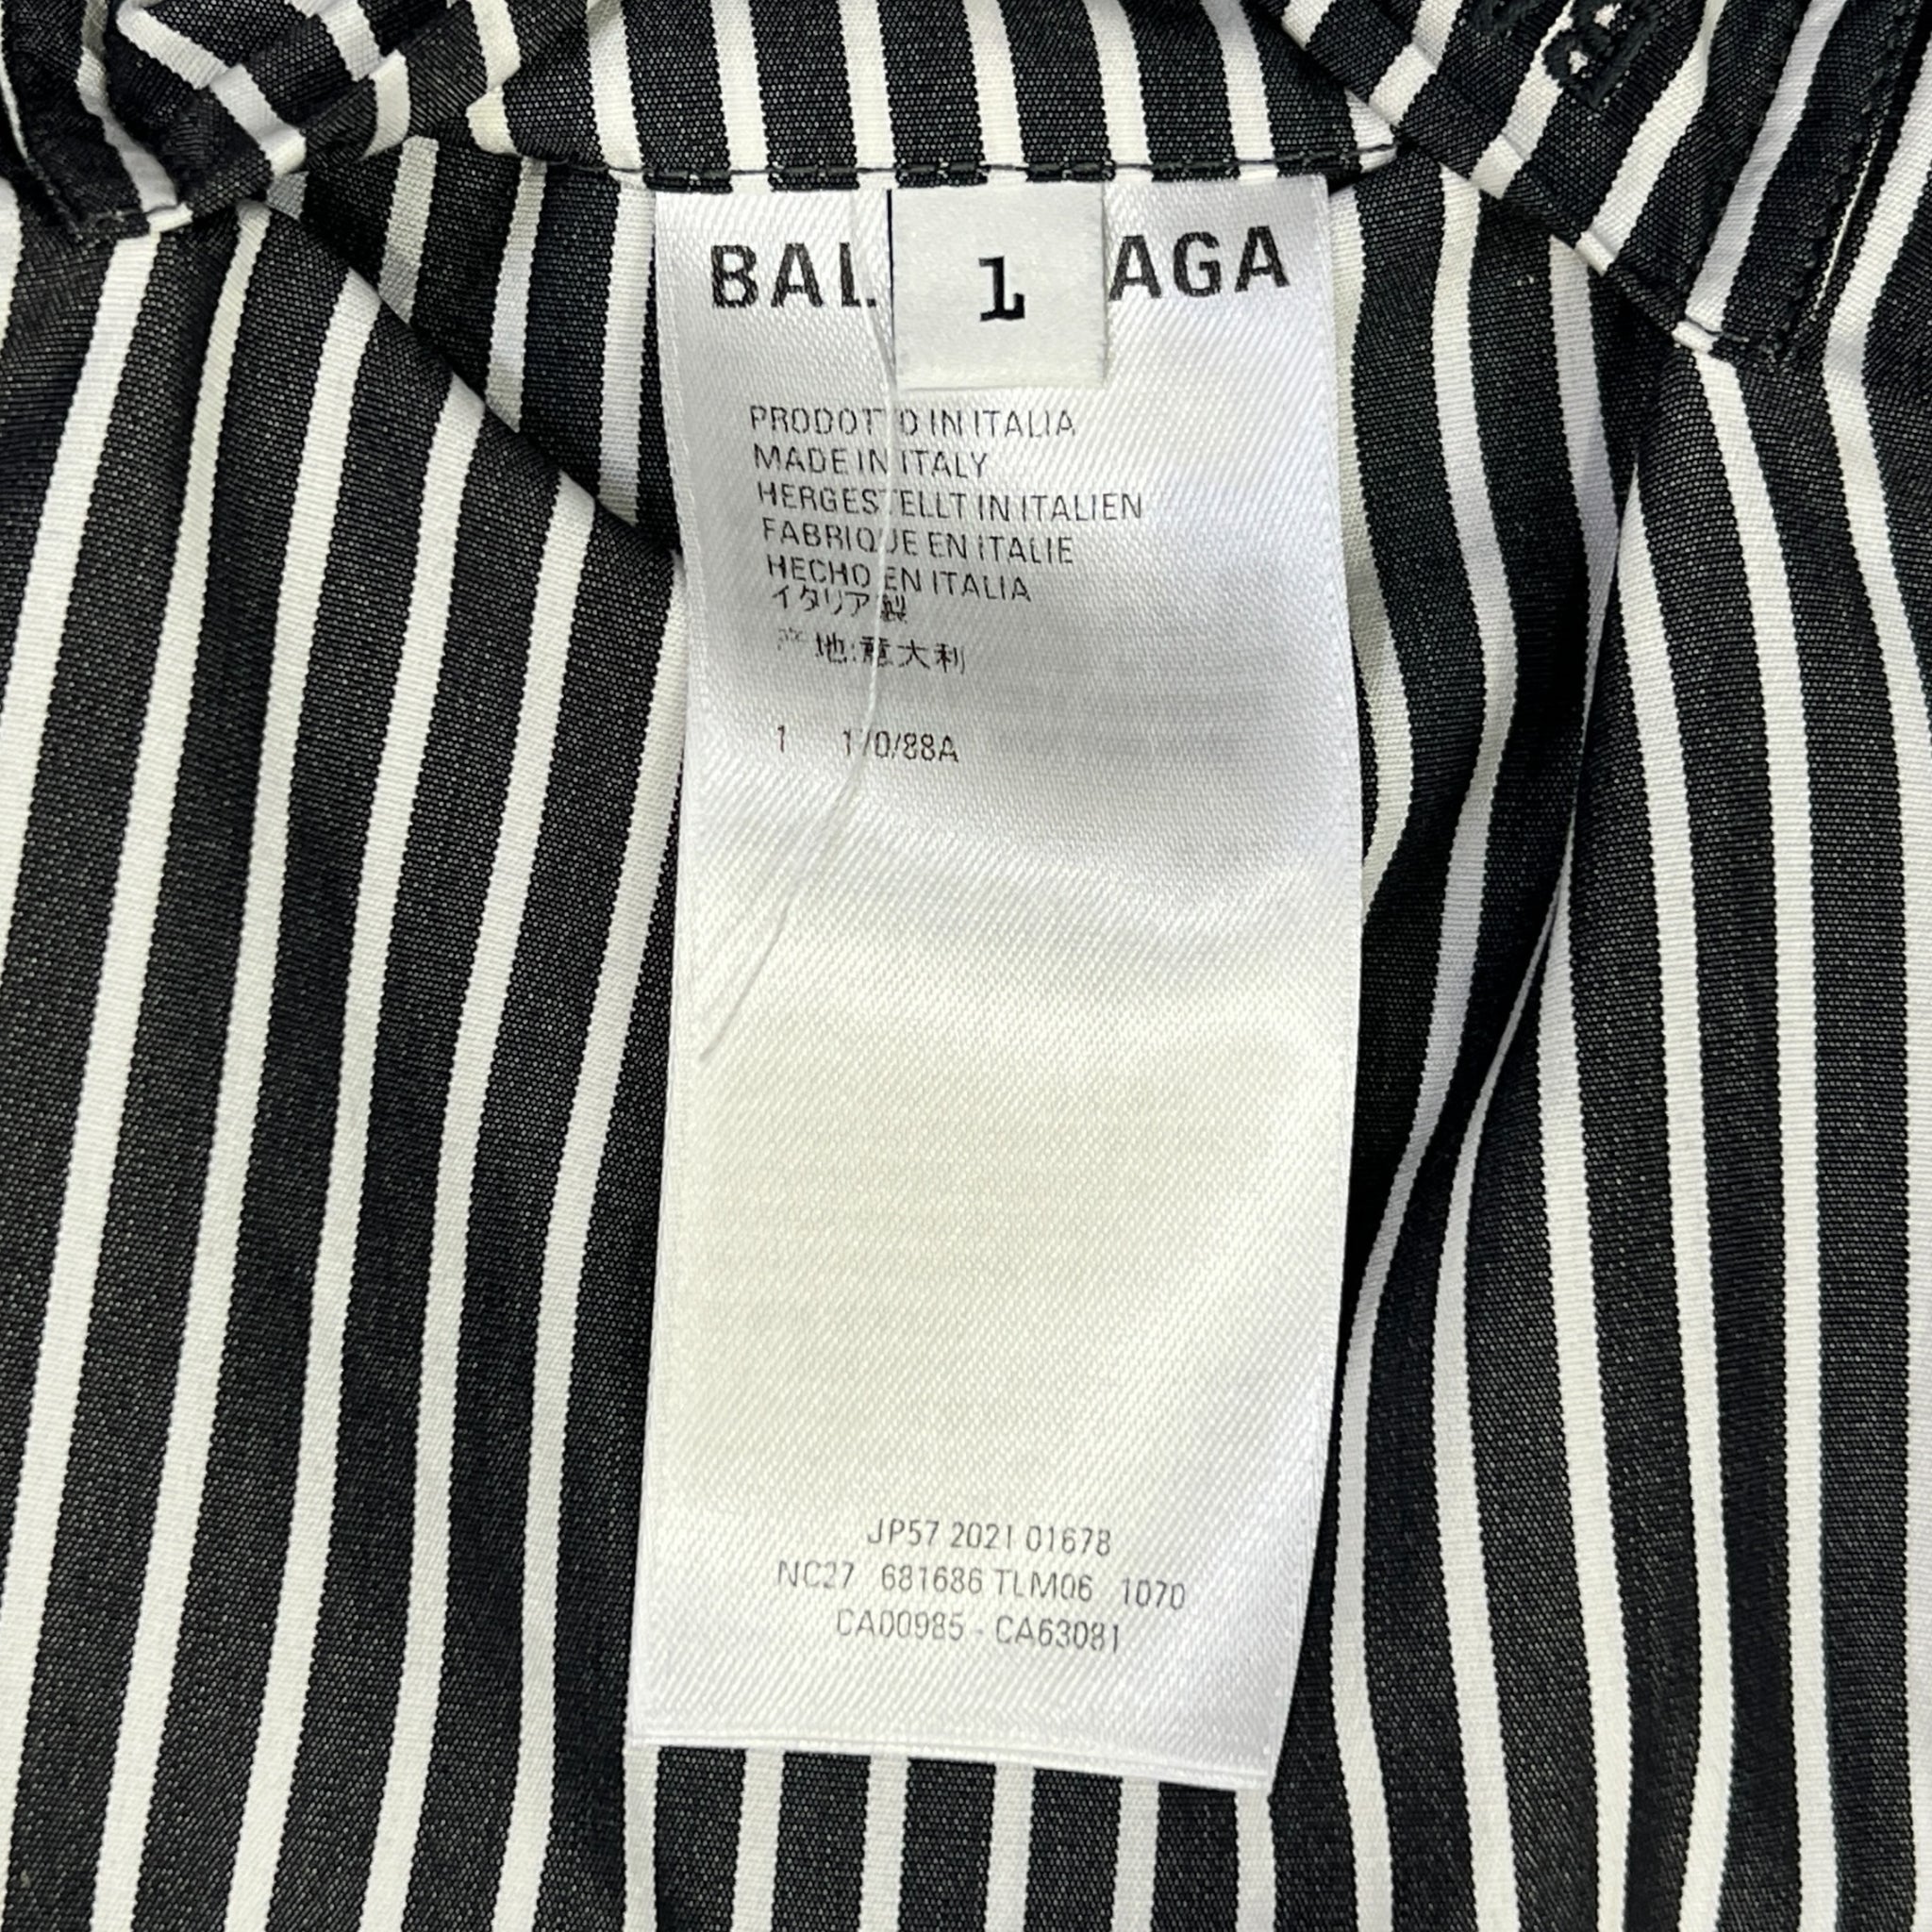 BAL 1 AGA
PRODOTTO IN ITALIA
MADE IN ITALY
HERGESTELLT IN ITALIEN
FABRIQUE EN ITALIE
HECHO EN ITALIA
イタリア製
产地:意大利
1 170/88A
JP57 2021 01678
NC27 681686 TLM06 1070
CA00985 - CA63081